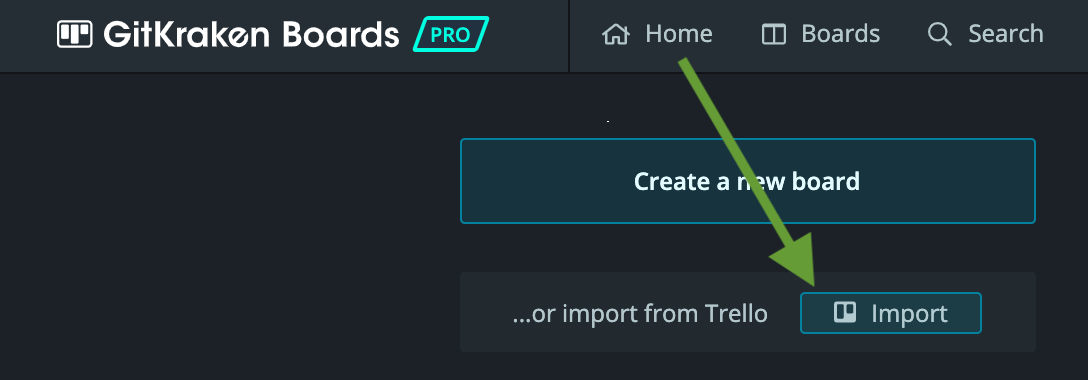 GitKraken Boards PRO
Home Boards Search
Create a new board
...or import from Trello Import